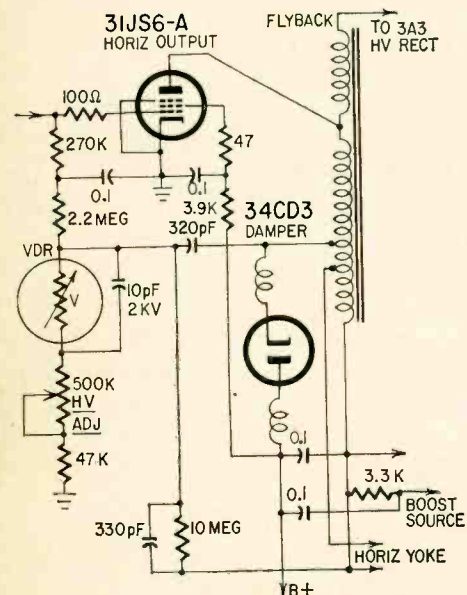 31JS6-A
HORIZ OUTPUT
FLYBACK
TO 3A3
HV RECT
100Ω
270K
47
0.1
0.1
3.9K
2.2 MEG
320pF
34CD3
DAMPER
VDR
V
10pF
2KV
500K
HV
ADJ
47K
0.1
3.3K
0.1
BOOST
SOURCE
330pF
10 MEG
HORIZ YOKE
B+